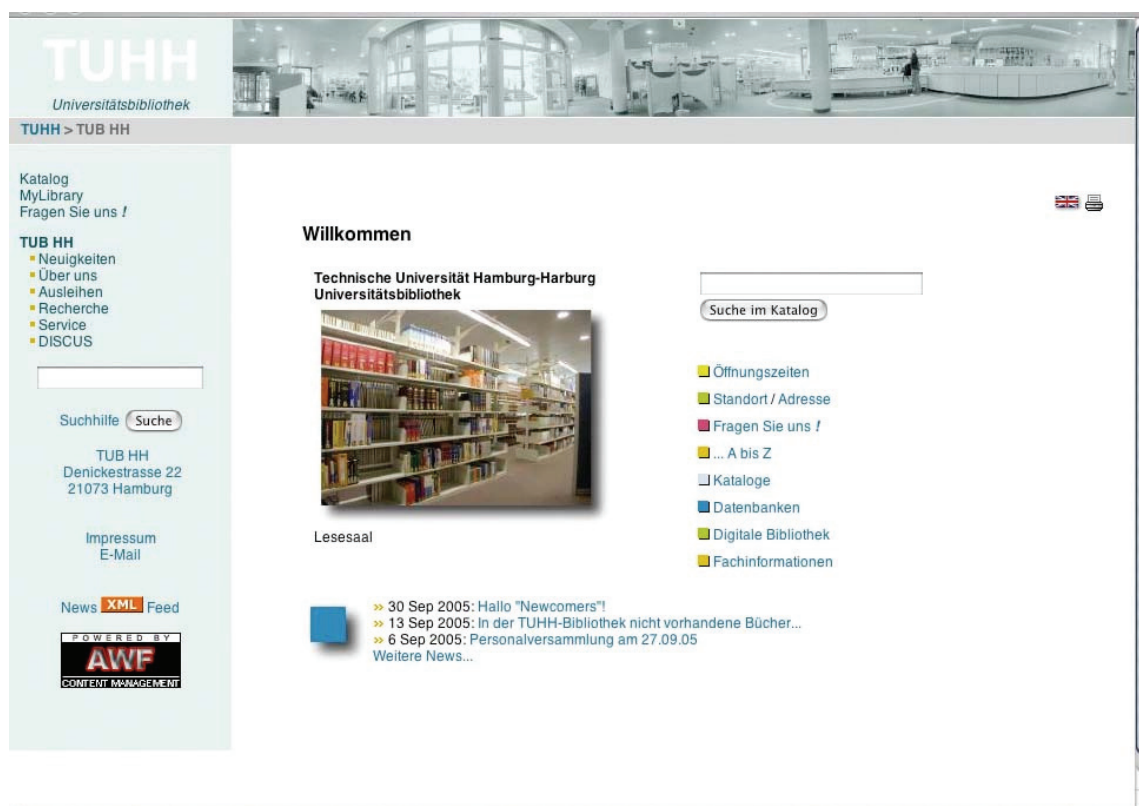 TUHH
Universitätsbibliothek
TUHH > TUB HH
Katalog
MyLibrary
Fragen Sie uns !
TUB HH
Neuigkeiten
Über uns
Ausleihen
Recherche
Service
DISCUS
Suchhilfe Suche
TUB HH
Denickestrasse 22
21073 Hamburg
Impressum
E-Mail
News XML Feed
POWERED BY
AWF
CONTENT MANAGEMENT
Willkommen
Technische Universität Hamburg-Harburg
Universitätsbibliothek
Lesesaal
Suche im Katalog
Öffnungszeiten
Standort / Adresse
Fragen Sie uns !
... A bis Z
Kataloge
Datenbanken
Digitale Bibliothek
Fachinformationen
›› 30 Sep 2005: Hallo "Newcomers"!
›› 13 Sep 2005: In der TUHH-Bibliothek nicht vorhandene Bücher...
›› 6 Sep 2005: Personalversammlung am 27.09.05
Weitere News...